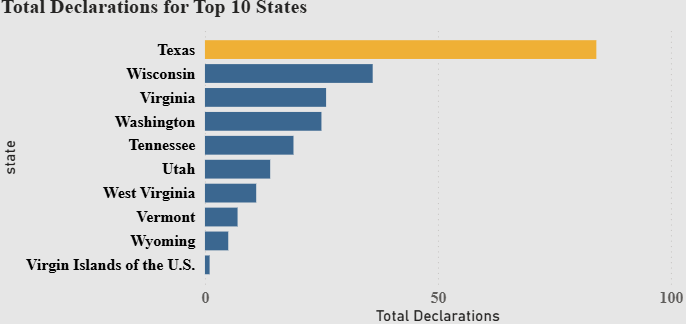 Total Declarations for Top 10 States
state
Texas
Wisconsin
Virginia
Washington
Tennessee
Utah
West Virginia
Vermont
Wyoming
Virgin Islands of the U.S.
0 50 100
Total Declarations